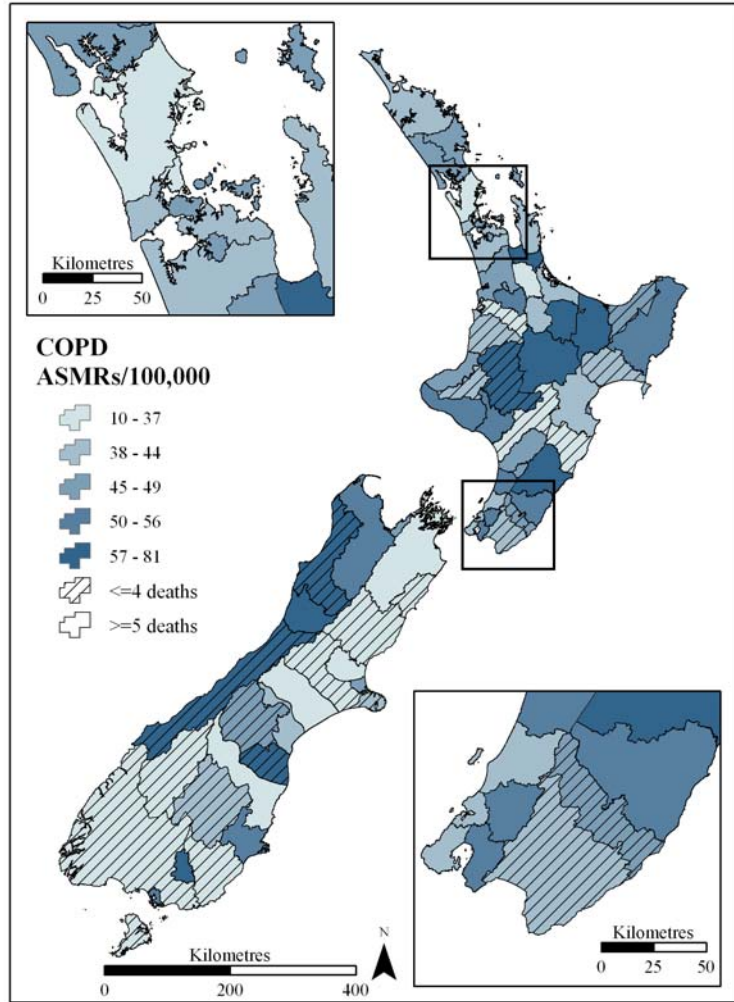 Kilometres
0 25 50
COPD
ASMRs/100,000
10 - 37
38 - 44
45 - 49
50 - 56
57 - 81
<=4 deaths
>=5 deaths
Kilometres
0 200 400
N
Kilometres
0 25 50